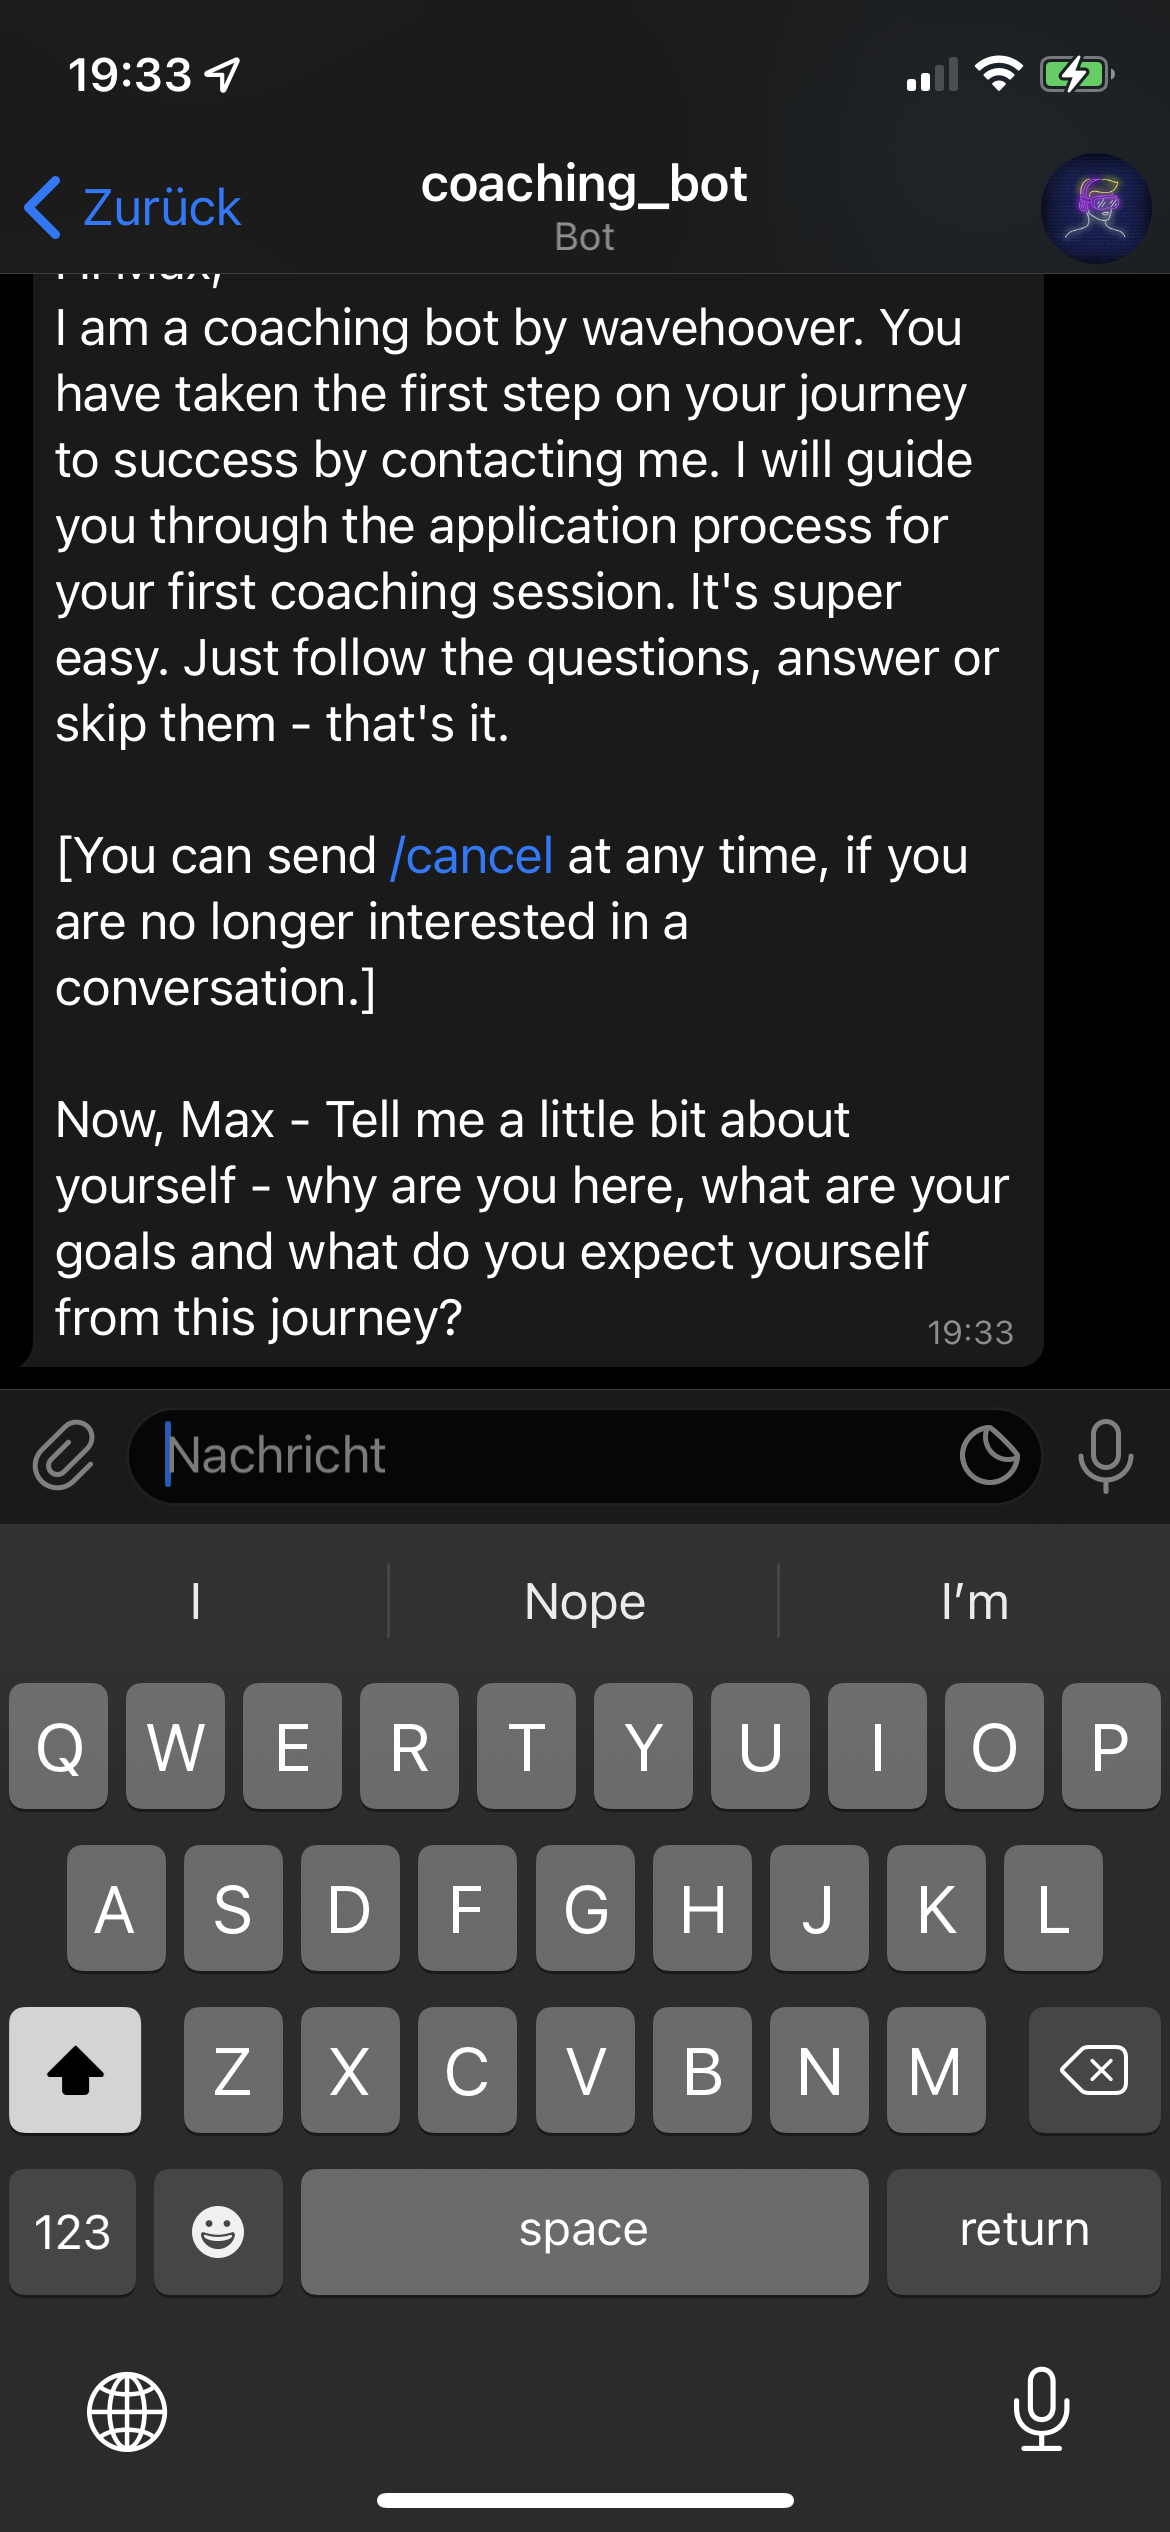 19:33
Zurück
coaching_bot
Bot
Hi Max,
I am a coaching bot by wavehoover. You
have taken the first step on your journey
to success by contacting me. I will guide
you through the application process for
your first coaching session. It's super
easy. Just follow the questions, answer or
skip them - that's it.
[You can send /cancel at any time, if you
are no longer interested in a
conversation.]
Now, Max - Tell me a little bit about
yourself - why are you here, what are your
goals and what do you expect yourself
from this journey?
19:33
Nachricht
I Nope I’m
Q W E R T Y U I O P
A S D F G H J K L
Z X C V B N M
123 space return